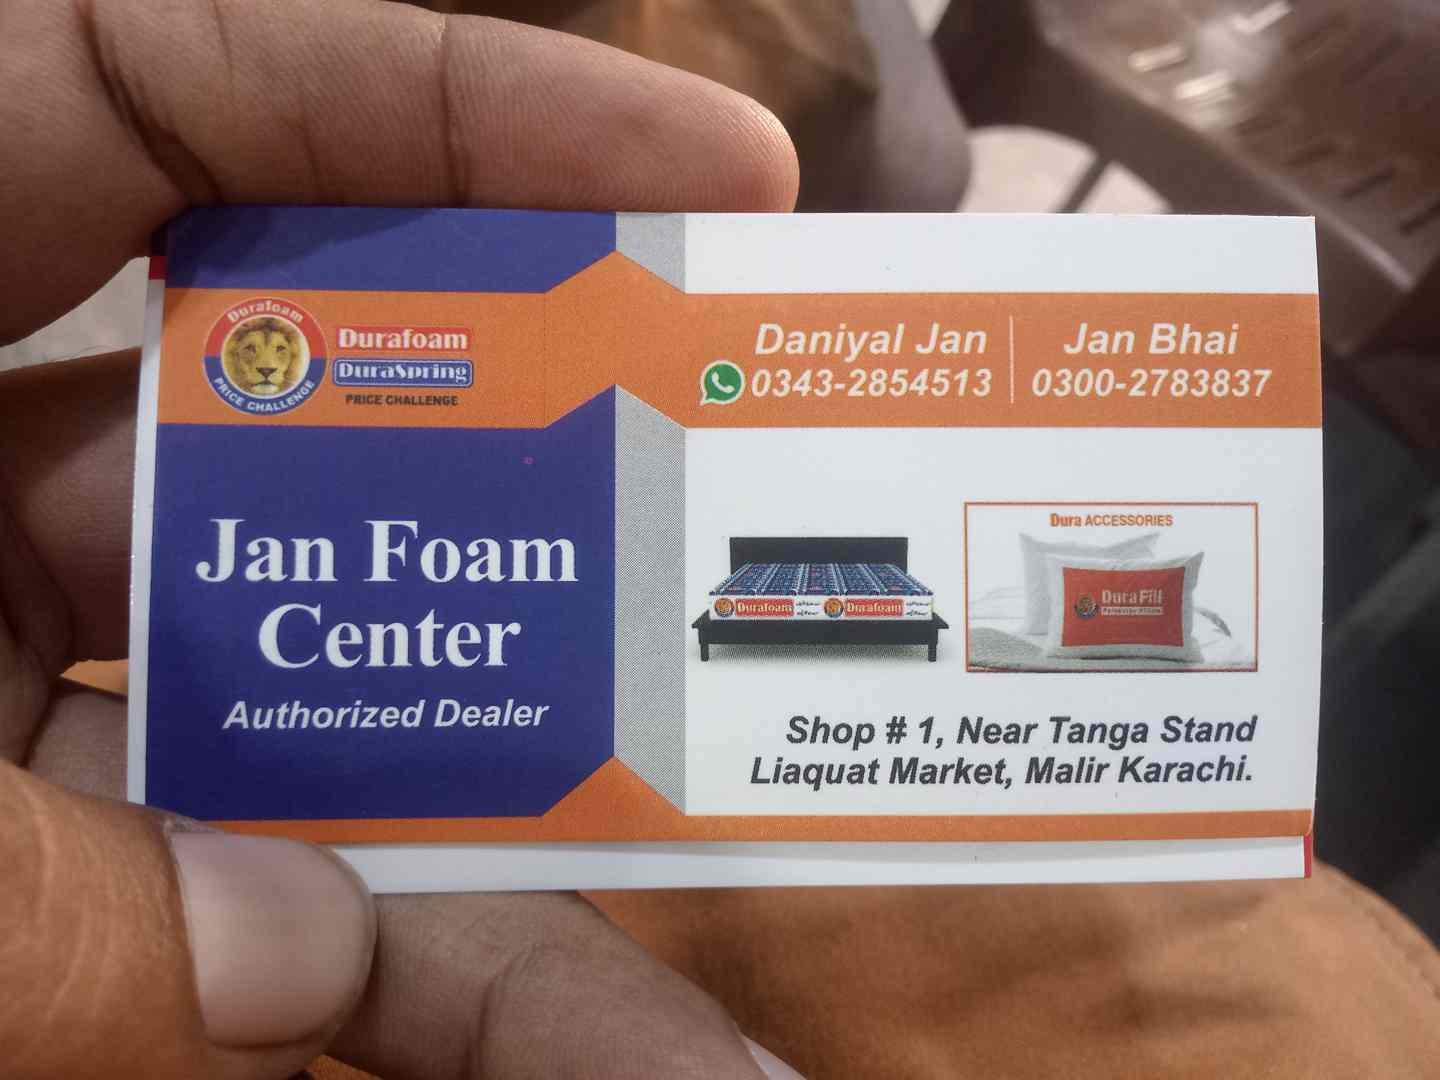 Durafoam
PRICE CHALLENGE
Durafoam
DuraSpring
PRICE CHALLENGE
Jan Foam
Center
Authorized Dealer
Daniyal Jan
0343-2854513
Jan Bhai
0300-2783837
Durafoam Durafoam
Dura ACCESSORIES
Dura Fill
Shop # 1, Near Tanga Stand
Liaquat Market, Malir Karachi.